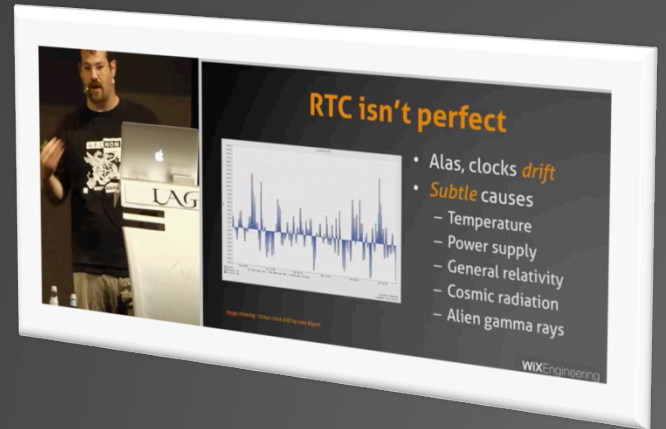 RTC isn't perfect
• Alas, clocks drift
• Subtle causes
– Temperature
– Power supply
– General relativity
– Cosmic radiation
– Alien gamma rays
LAG
WiXEngineering